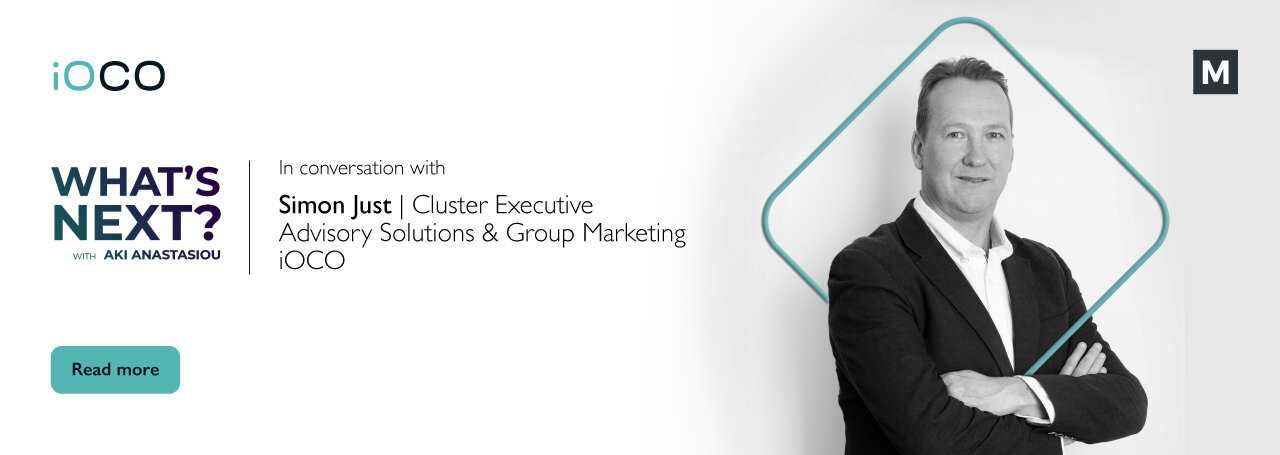 iOCO
M
WHAT'S
NEXT?
WITH AKI ANASTASIOU
In conversation with
Simon Just | Cluster Executive
Advisory Solutions & Group Marketing
iOCO
Read more